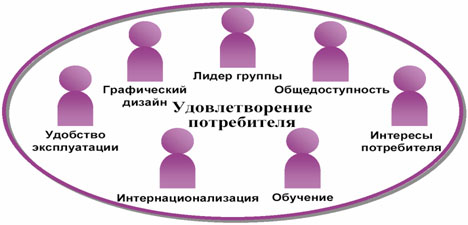 Лидер группы
Графический
дизайн
Общедоступность
Удовлетворение
потребителя
Удобство
эксплуатации
Интересы
потребителя
Интернационализация
Обучение